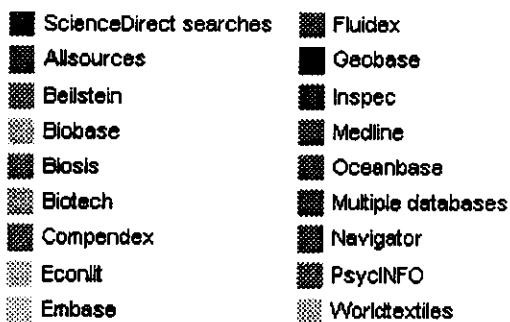 ScienceDirect searches
Allsources
Beilstein
Biobase
Biosis
Biotech
Compendex
Econlit
Embase
Fluidex
Geobase
Inspec
Medline
Oceanbase
Multiple databases
Navigator
PsycINFO
Worldtextiles